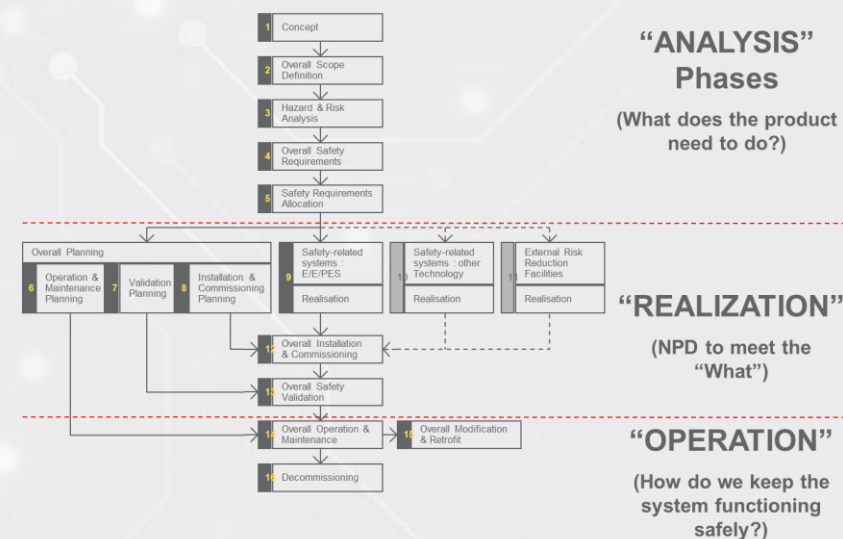 1 Concept
2 Overall Scope
Definition
3 Hazard & Risk
Analysis
4 Overall Safety
Requirements
5 Safety Requirements
Allocation
“ANALYSIS”
Phases
(What does the product
need to do?)
Overall Planning
6 Operation &
Maintenance
Planning
7 Validation
Planning
8 Installation &
Commissioning
Planning
9 Safety-related
systems :
E/E/PES
Realisation
10 Safety-related
systems : other
Technology
Realisation
11 External Risk
Reduction
Facilities
Realisation
12 Overall Installation
& Commissioning
13 Overall Safety
Validation
“REALIZATION”
(NPD to meet the
“What”)
14 Overall Operation &
Maintenance
15 Overall Modification
& Retrofit
16 Decommissioning
“OPERATION”
(How do we keep the
system functioning
safely?)